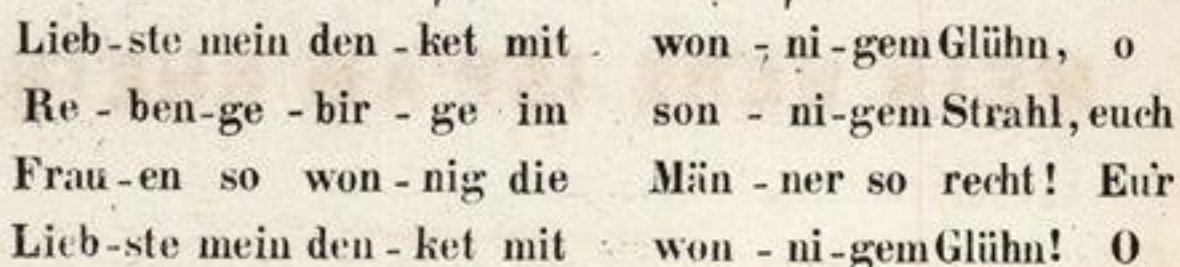 Lieb-ste mein den-ket mit won-ni-gem Glühn, o
Re-ben-ge-bir-ge im son-ni-gem Strahl, euch
Frau-en so won-nig die Män-ner so recht! Eu'r
Lieb-ste mein den-ket mit won-ni-gem Glühn! O